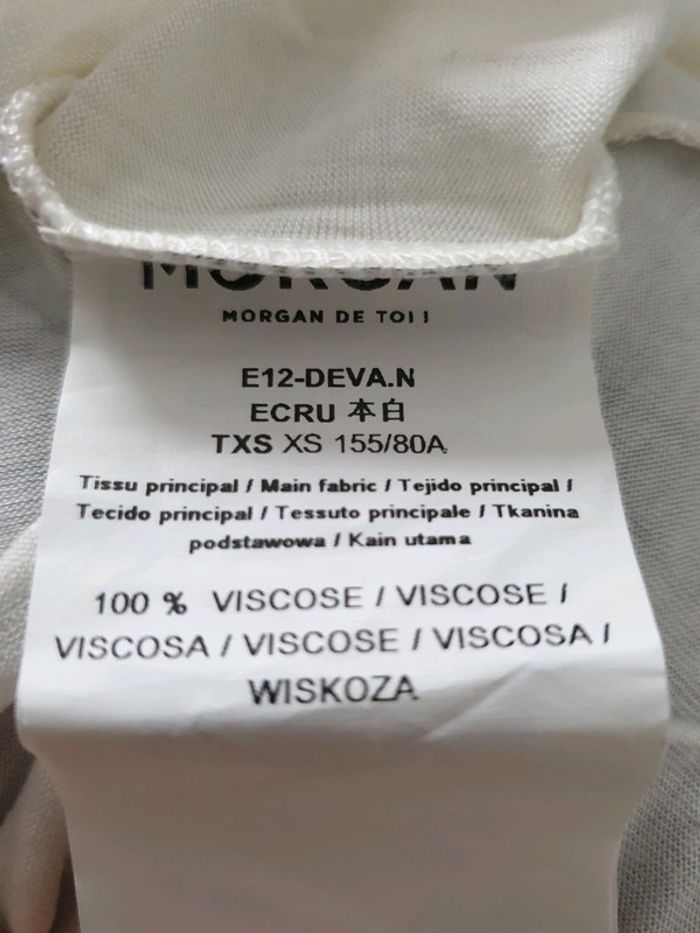 MORGAN
MORGAN DE TOI !
E12-DEVA.N
ECRU 本白
TXS XS 155/80A
Tissu principal / Main fabric / Tejido principal /
Tecido principal / Tessuto principale / Tkanina
podstawowa / Kain utama
100 % VISCOSE / VISCOSE /
VISCOSA / VISCOSE / VISCOSA /
WISKOZA